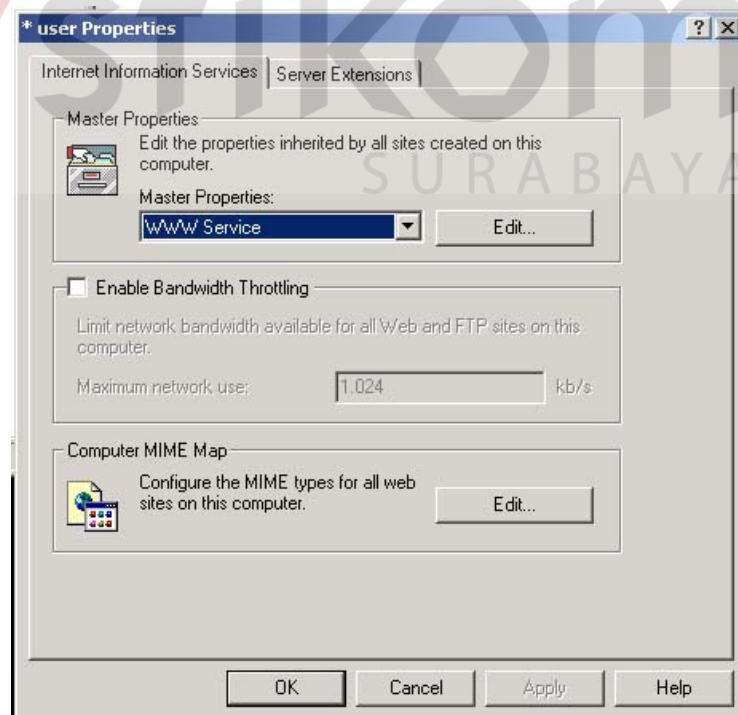 stikom
SURABAYA
* user Properties
Internet Information Services
Server Extensions
Master Properties
Edit the properties inherited by all sites created on this
computer.
Master Properties:
WWW Service
Edit...
Enable Bandwidth Throttling
Limit network bandwidth available for all Web and FTP sites on this
computer.
Maximum network use:
1.024
kb/s
Computer MIME Map
Configure the MIME types for all web
sites on this computer.
Edit...
OK
Cancel
Apply
Help